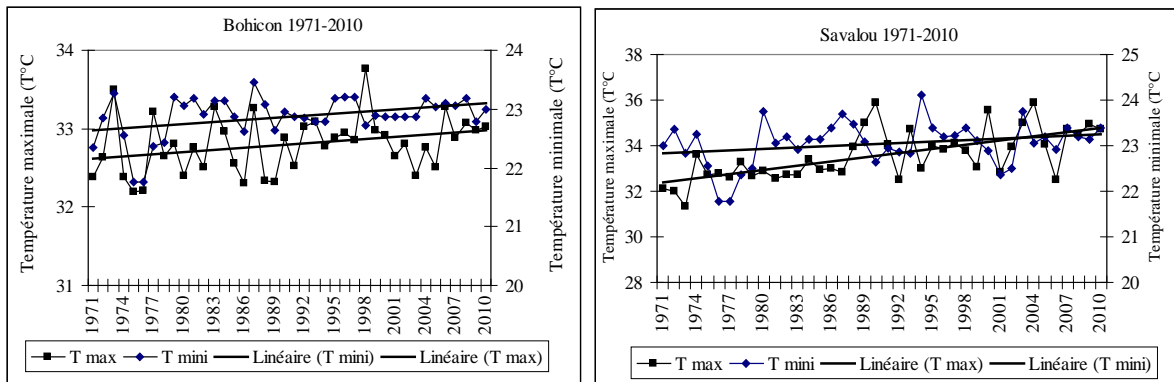 Bohicon 1971-2010
Température maximale (T°C
34
33
32
31
24
23
22
21
20
Température minimale (T°C
1971 1974 1977 1980 1983 1986 1989 1992 1995 1998 2001 2004 2007 2010
T max T mini Linéaire (T mini) Linéaire (T max)
Savalou 1971-2010
Température maximale (T°C
38
36
34
32
30
28
25
24
23
22
21
20
Température minimale (T°C
1971 1974 1977 1980 1983 1986 1989 1992 1995 1998 2001 2004 2007 2010
T max T mini Linéaire (T max) Linéaire (T mini)